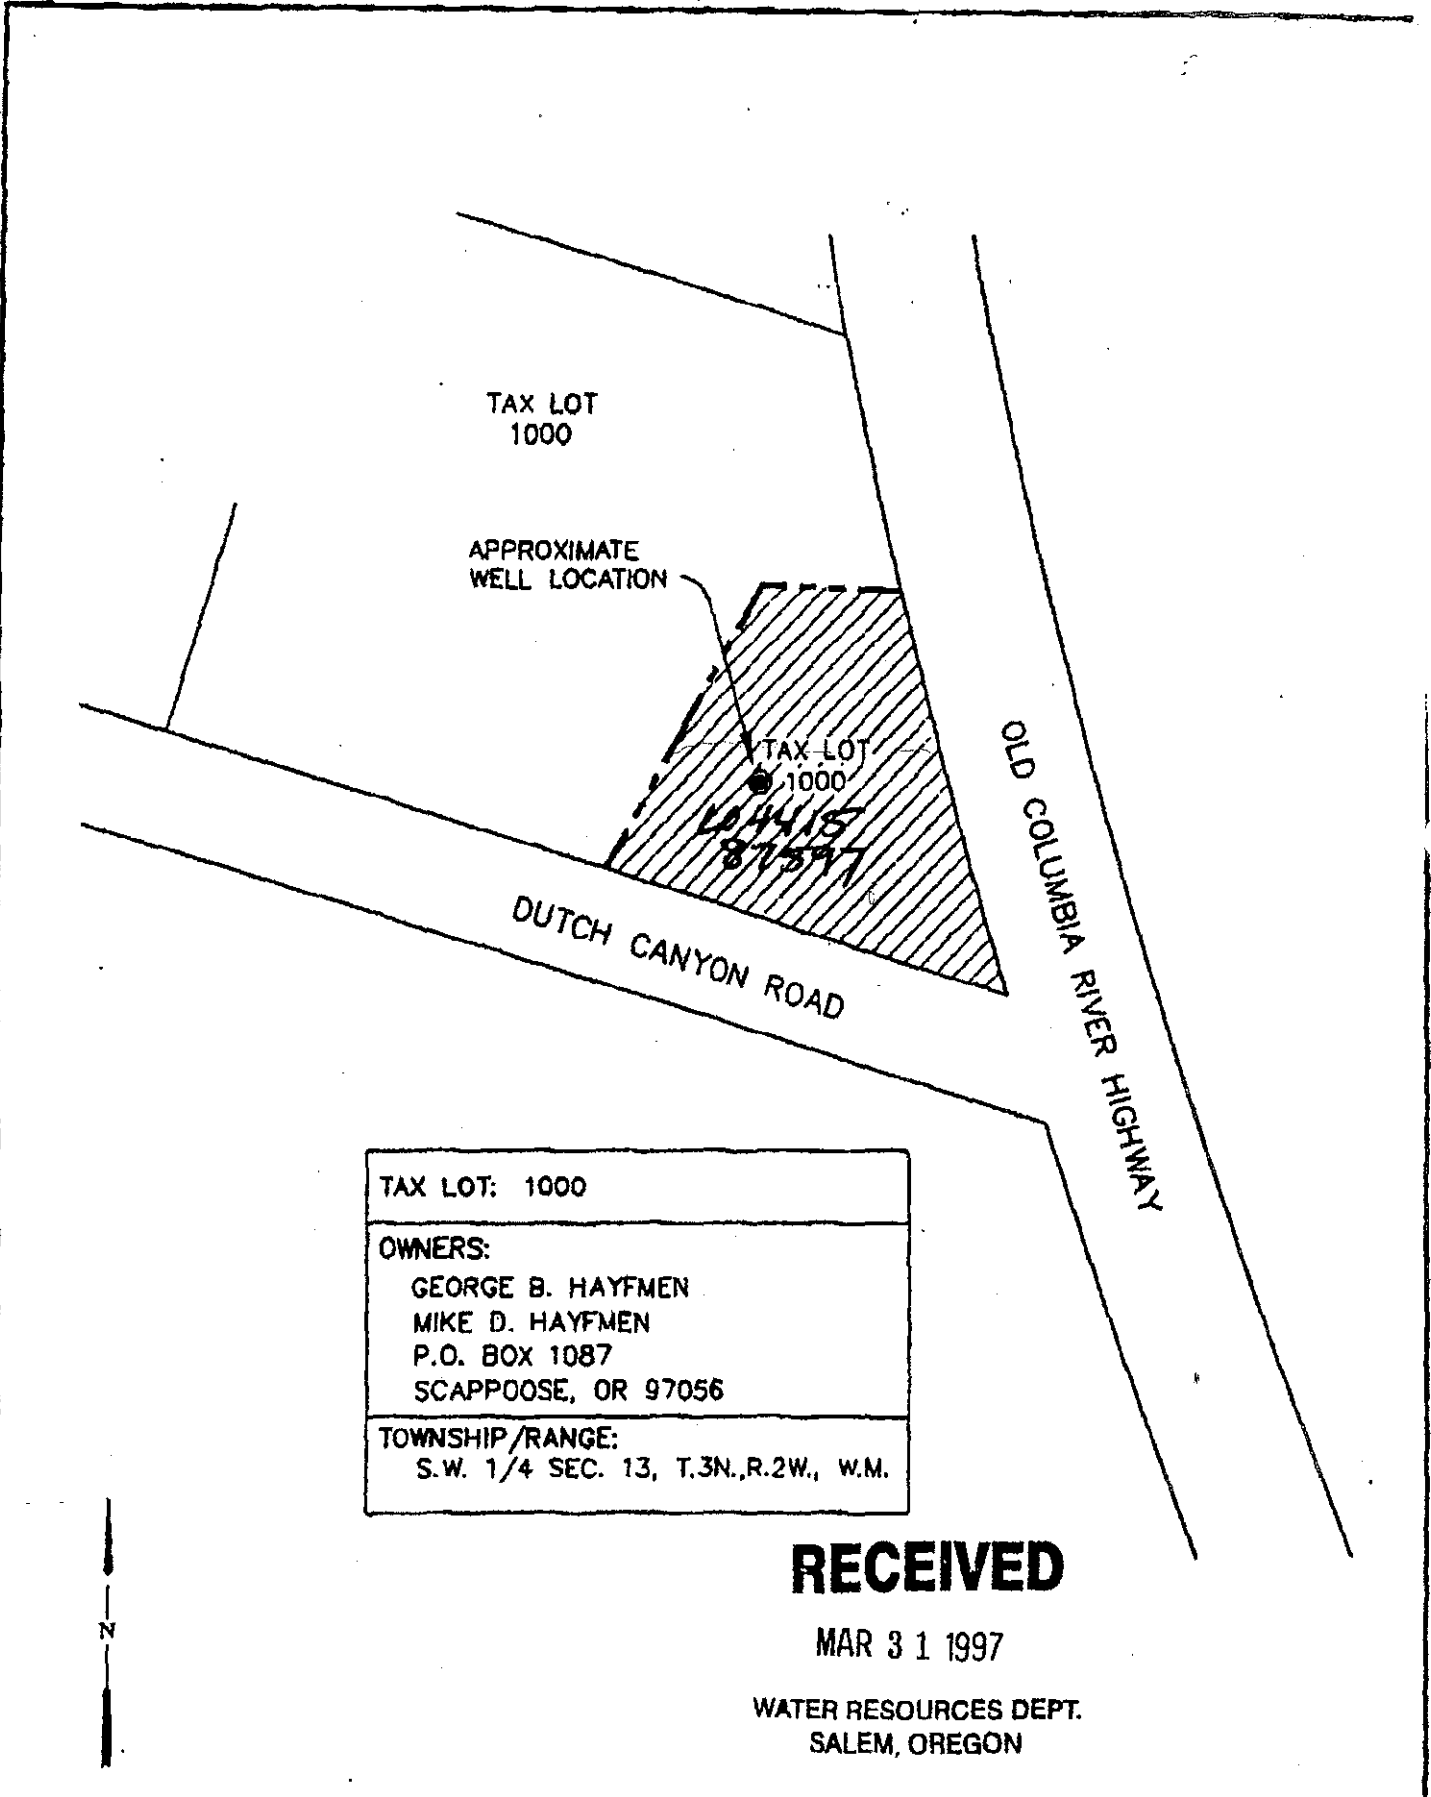 TAX LOT
1000
APPROXIMATE
WELL LOCATION
TAX LOT
1000
87597
OLD COLUMBIA RIVER HIGHWAY
DUTCH CANYON ROAD
TAX LOT: 1000
OWNERS:
GEORGE B. HAYFMEN
MIKE D. HAYFMEN
P.O. BOX 1087
SCAPPOOSE, OR 97056
TOWNSHIP/RANGE:
S.W. 1/4 SEC. 13, T.3N.,R.2W., W.M.
N
RECEIVED
MAR 31 1997
WATER RESOURCES DEPT.
SALEM, OREGON